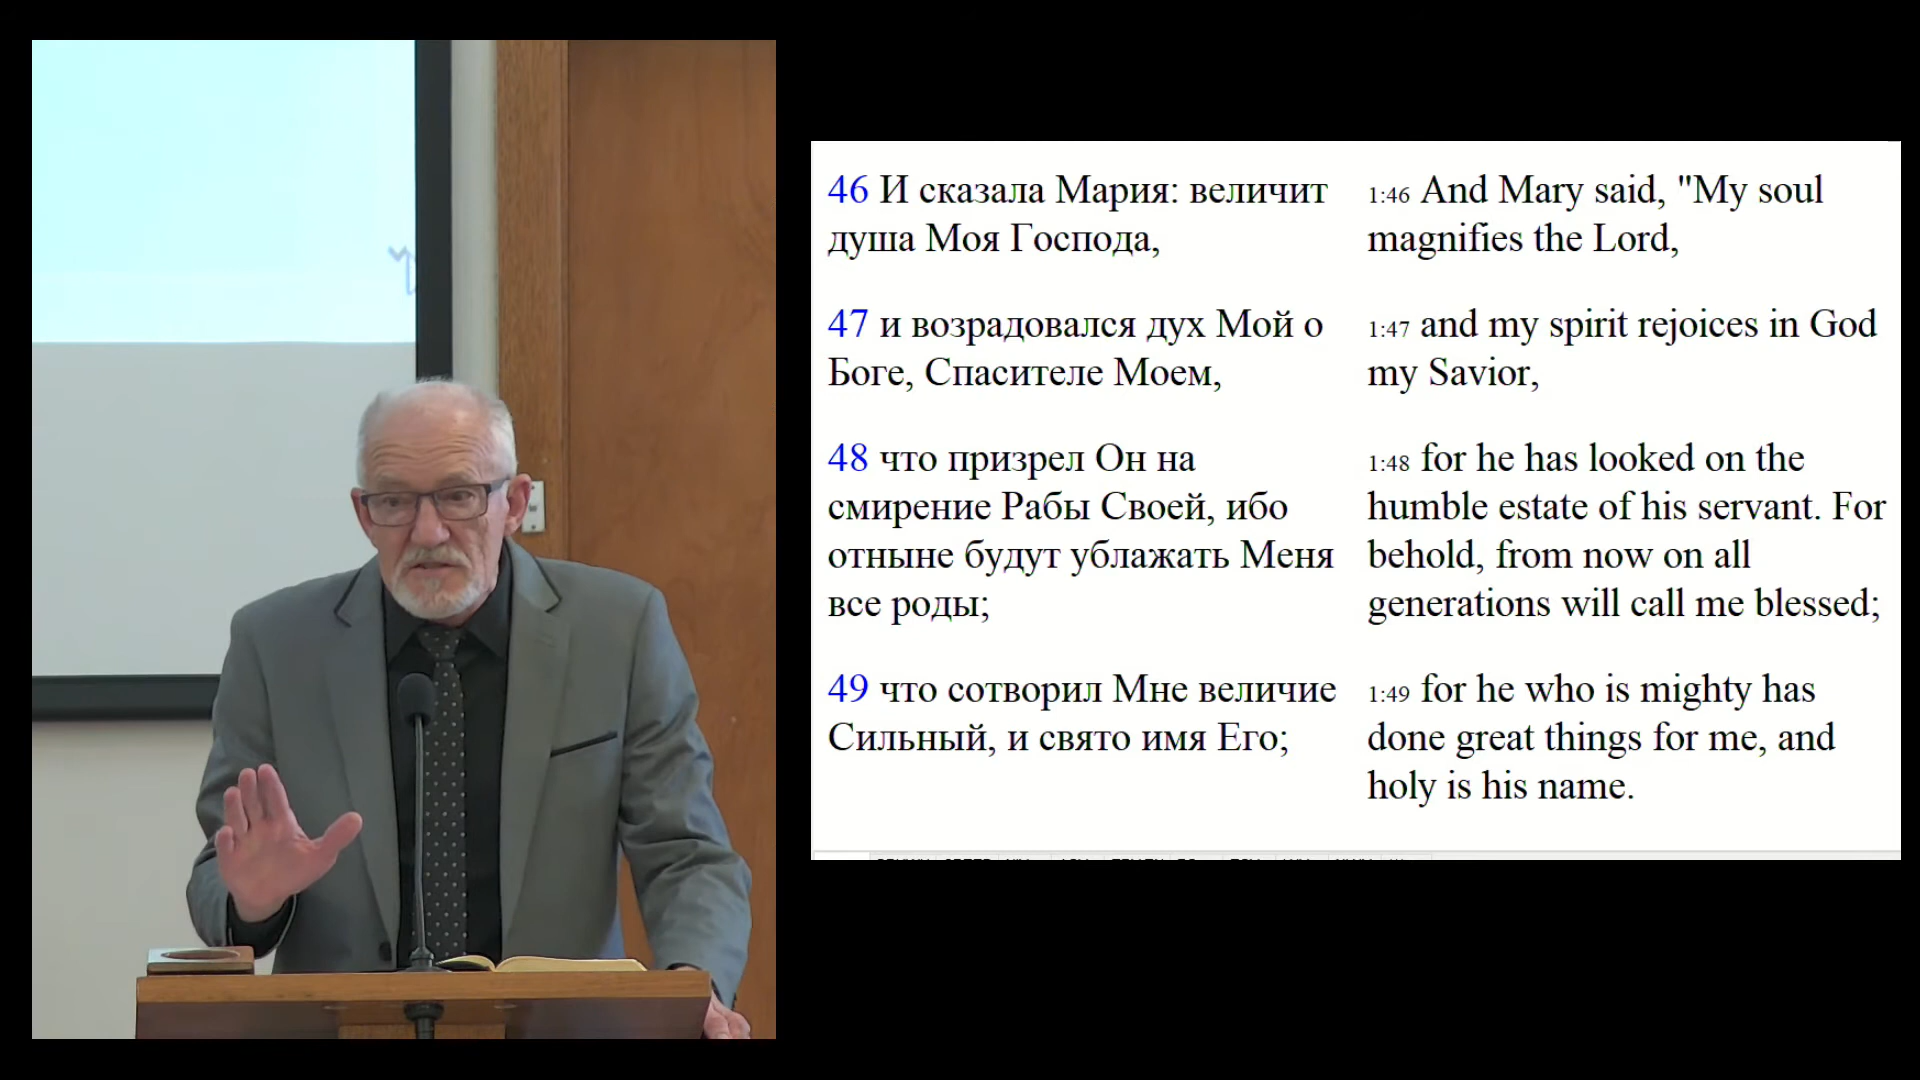 46 И сказала Мария: величит
душа Моя Господа,
47 и возрадовался дух Мой о
Боге, Спасителе Моем,
48 что призрел Он на
смирение Рабы Своей, ибо
отныне будут ублажать Меня
все роды;
49 что сотворил Мне величие
Сильный, и свято имя Его;
1:46 And Mary said, "My soul
magnifies the Lord,
1:47 and my spirit rejoices in God
my Savior,
1:48 for he has looked on the
humble estate of his servant. For
behold, from now on all
generations will call me blessed;
1:49 for he who is mighty has
done great things for me, and
holy is his name.